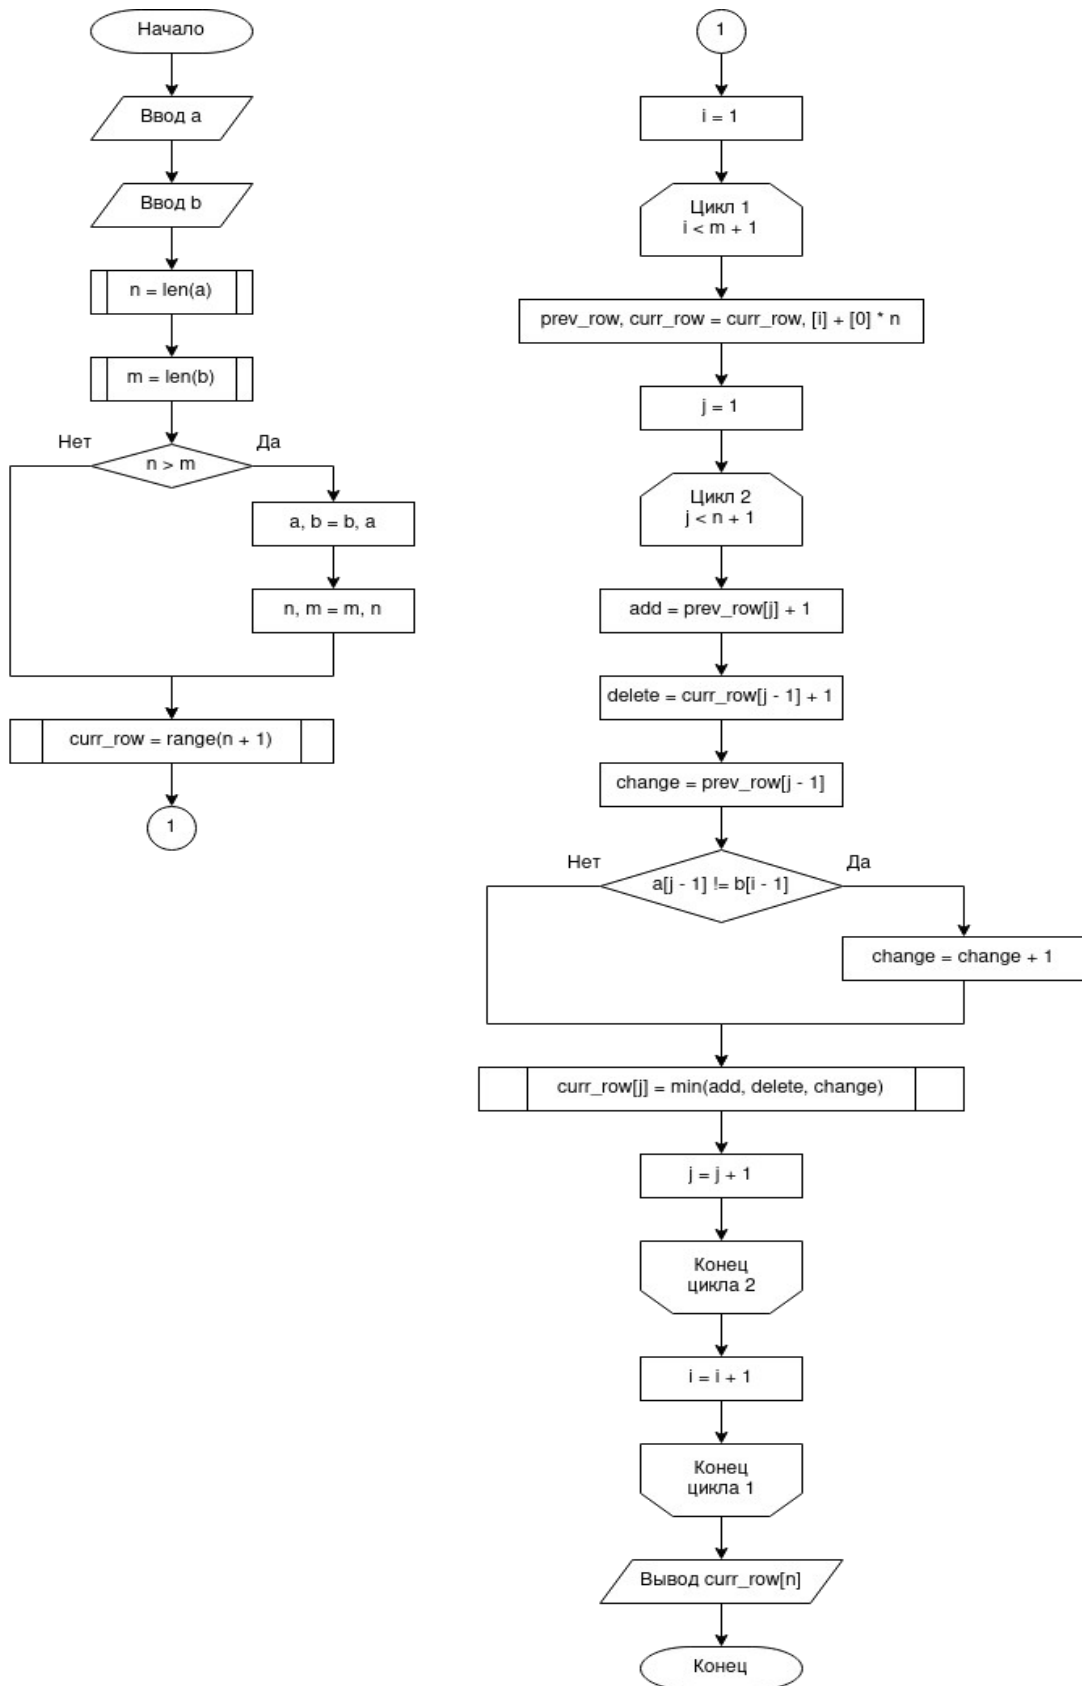 Начало
Ввод a
Ввод b
n = len(a)
m = len(b)
Нет
Да
n > m
a, b = b, a
n, m = m, n
curr_row = range(n + 1)
1
1
i = 1
Цикл 1
i < m + 1
prev_row, curr_row = curr_row, [i] + [0] * n
j = 1
Цикл 2
j < n + 1
add = prev_row[j] + 1
delete = curr_row[j - 1] + 1
change = prev_row[j - 1]
Нет
Да
a[j - 1] != b[i - 1]
change = change + 1
curr_row[j] = min(add, delete, change)
j = j + 1
Конец
цикла 2
i = i + 1
Конец
цикла 1
Вывод curr_row[n]
Конец